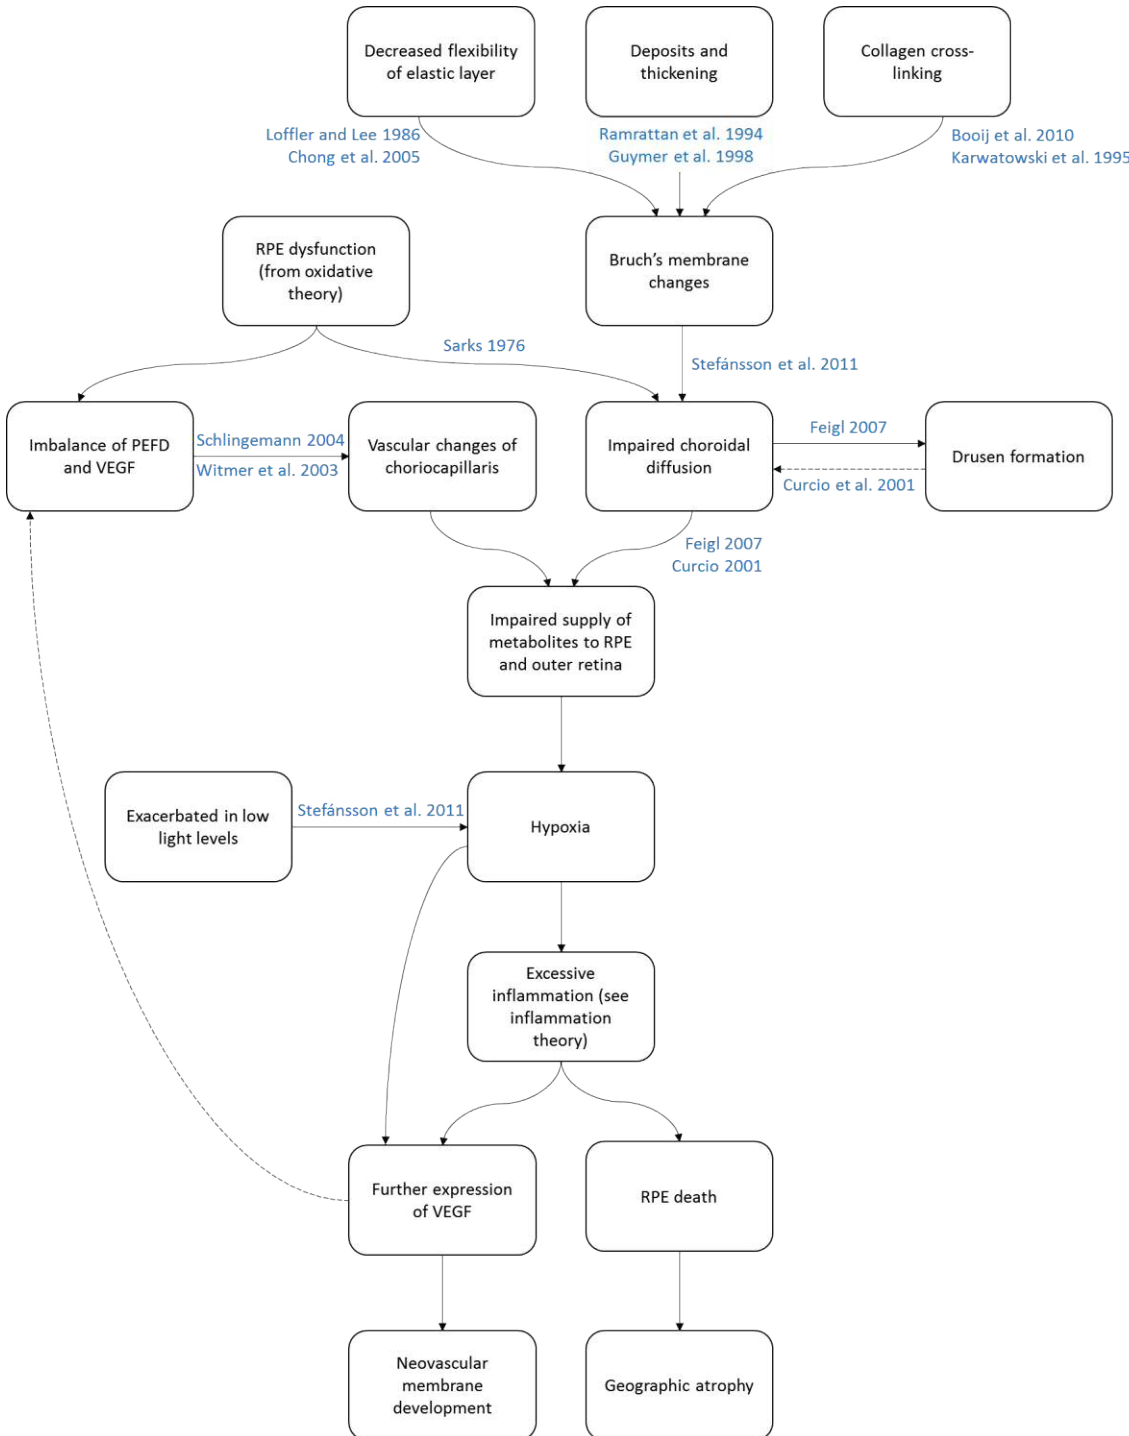 Decreased flexibility
of elastic layer
Deposits and
thickening
Collagen cross-
linking
Loffler and Lee 1986
Chong et al. 2005
Ramrattan et al. 1994
Guymer et al. 1998
Booij et al. 2010
Karwatowski et al. 1995
RPE dysfunction
(from oxidative
theory)
Bruch’s membrane
changes
Sarks 1976
Stefánsson et al. 2011
Imbalance of PEFD
and VEGF
Schlingemann 2004
Witmer et al. 2003
Vascular changes of
choriocapillaris
Impaired choroidal
diffusion
Feigl 2007
Curcio et al. 2001
Drusen formation
Feigl 2007
Curcio 2001
Impaired supply of
metabolites to RPE
and outer retina
Exacerbated in low
light levels
Stefánsson et al. 2011
Hypoxia
Excessive
inflammation (see
inflammation
theory)
Further expression
of VEGF
RPE death
Neovascular
membrane
development
Geographic atrophy